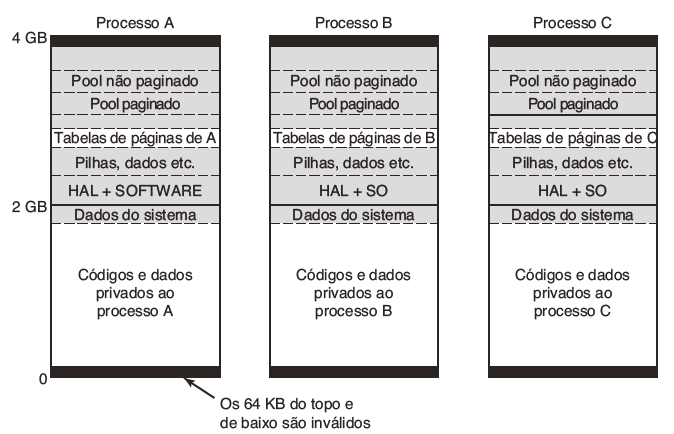 Processo A
Processo B
Processo C
4 GB
Pool não paginado
Pool não paginado
Pool não paginado
Pool paginado
Pool paginado
Pool paginado
Tabelas de páginas de A
Tabelas de páginas de B
Tabelas de páginas de C
Pilhas, dados etc.
Pilhas, dados etc.
Pilhas, dados etc.
HAL + SOFTWARE
HAL + SO
HAL + SO
2 GB
Dados do sistema
Dados do sistema
Dados do sistema
Códigos e dados
privados ao
processo A
Códigos e dados
privados ao
processo B
Códigos e dados
privados ao
processo C
0
Os 64 KB do topo e
de baixo são inválidos